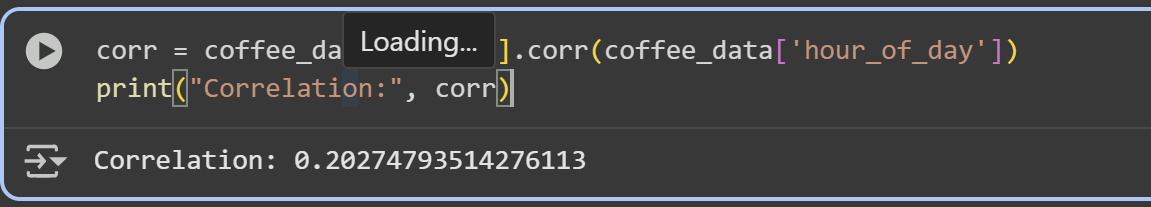 corr = coffee_da
Loading...
].corr(coffee_data['hour_of_day'])
print("Correlation:", corr)
Correlation: 0.20274793514276113